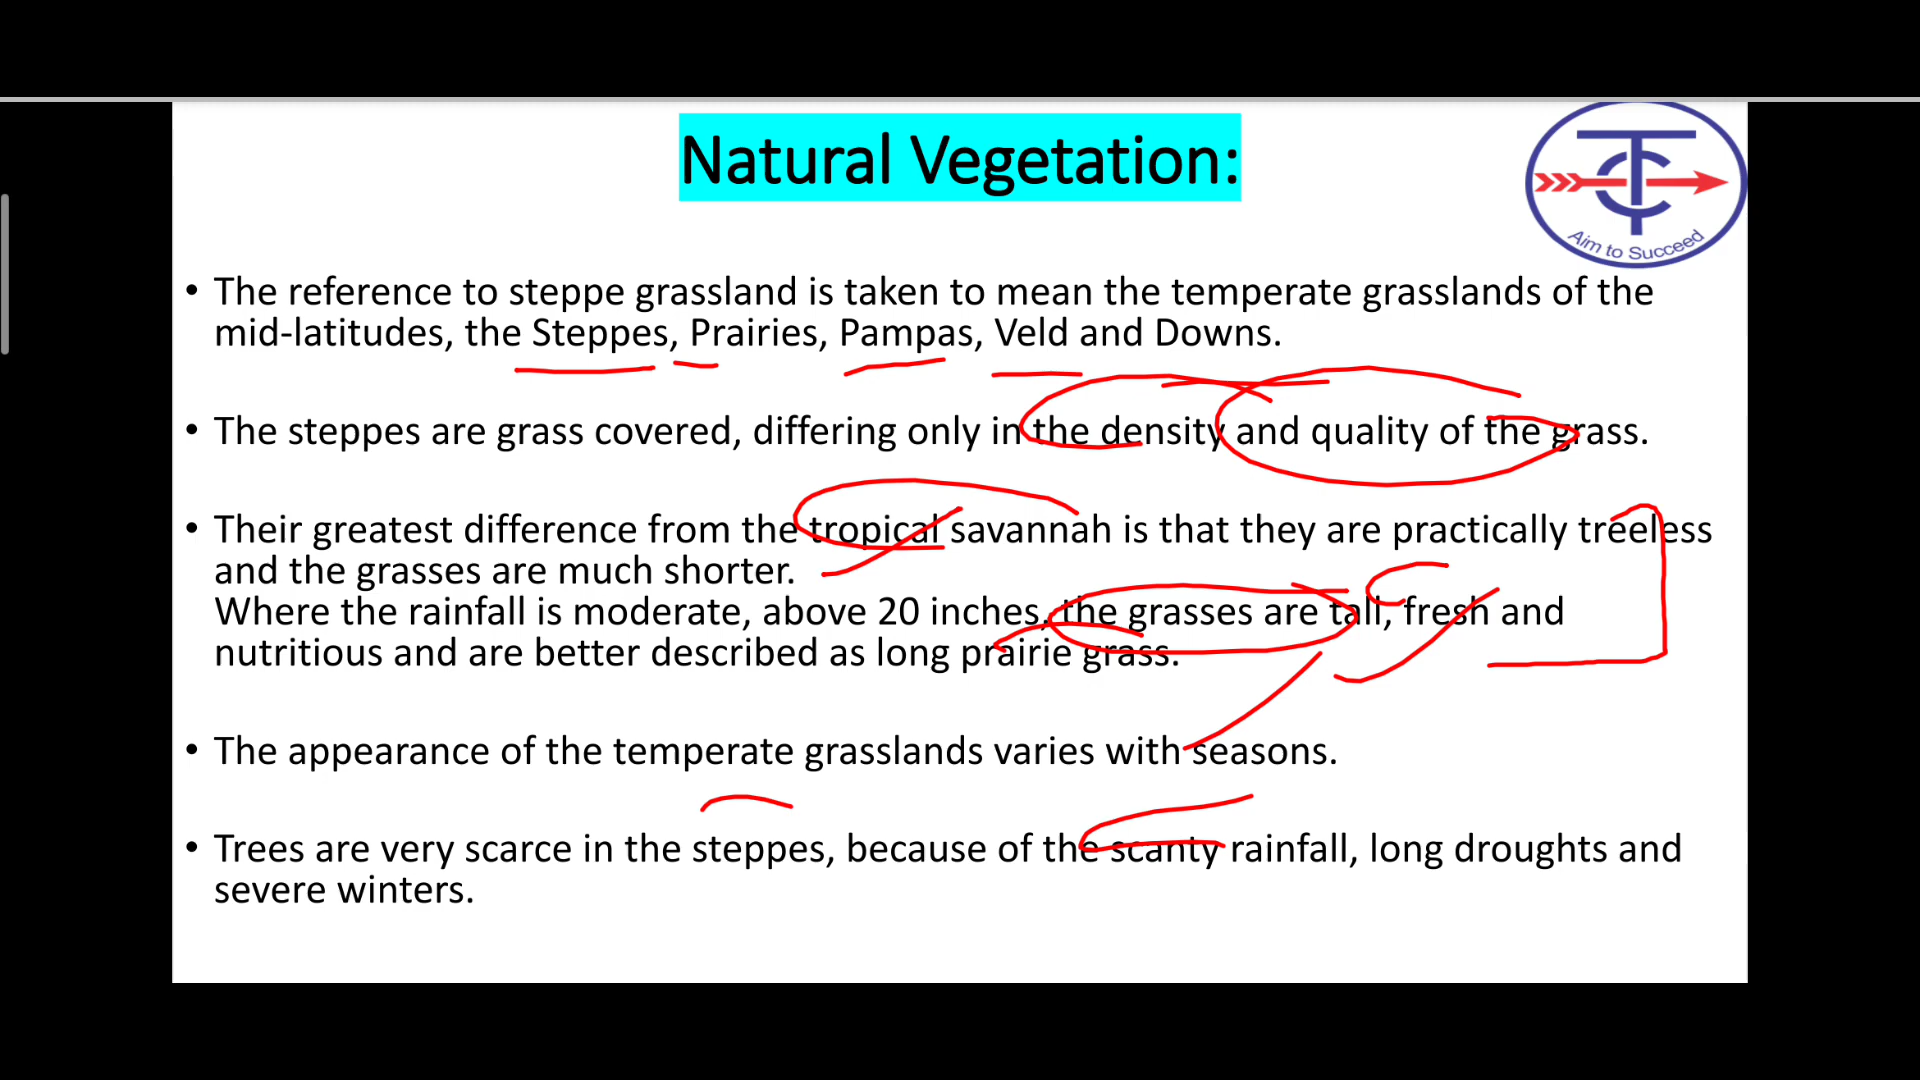 Natural Vegetation:
Aim to Succeed
• The reference to steppe grassland is taken to mean the temperate grasslands of the
mid-latitudes, the Steppes, Prairies, Pampas, Veld and Downs.
• The steppes are grass covered, differing only in the density and quality of the grass.
• Their greatest difference from the tropical savannah is that they are practically treeless
and the grasses are much shorter.
Where the rainfall is moderate, above 20 inches, the grasses are tall, fresh and
nutritious and are better described as long prairie grass.
• The appearance of the temperate grasslands varies with seasons.
• Trees are very scarce in the steppes, because of the scanty rainfall, long droughts and
severe winters.